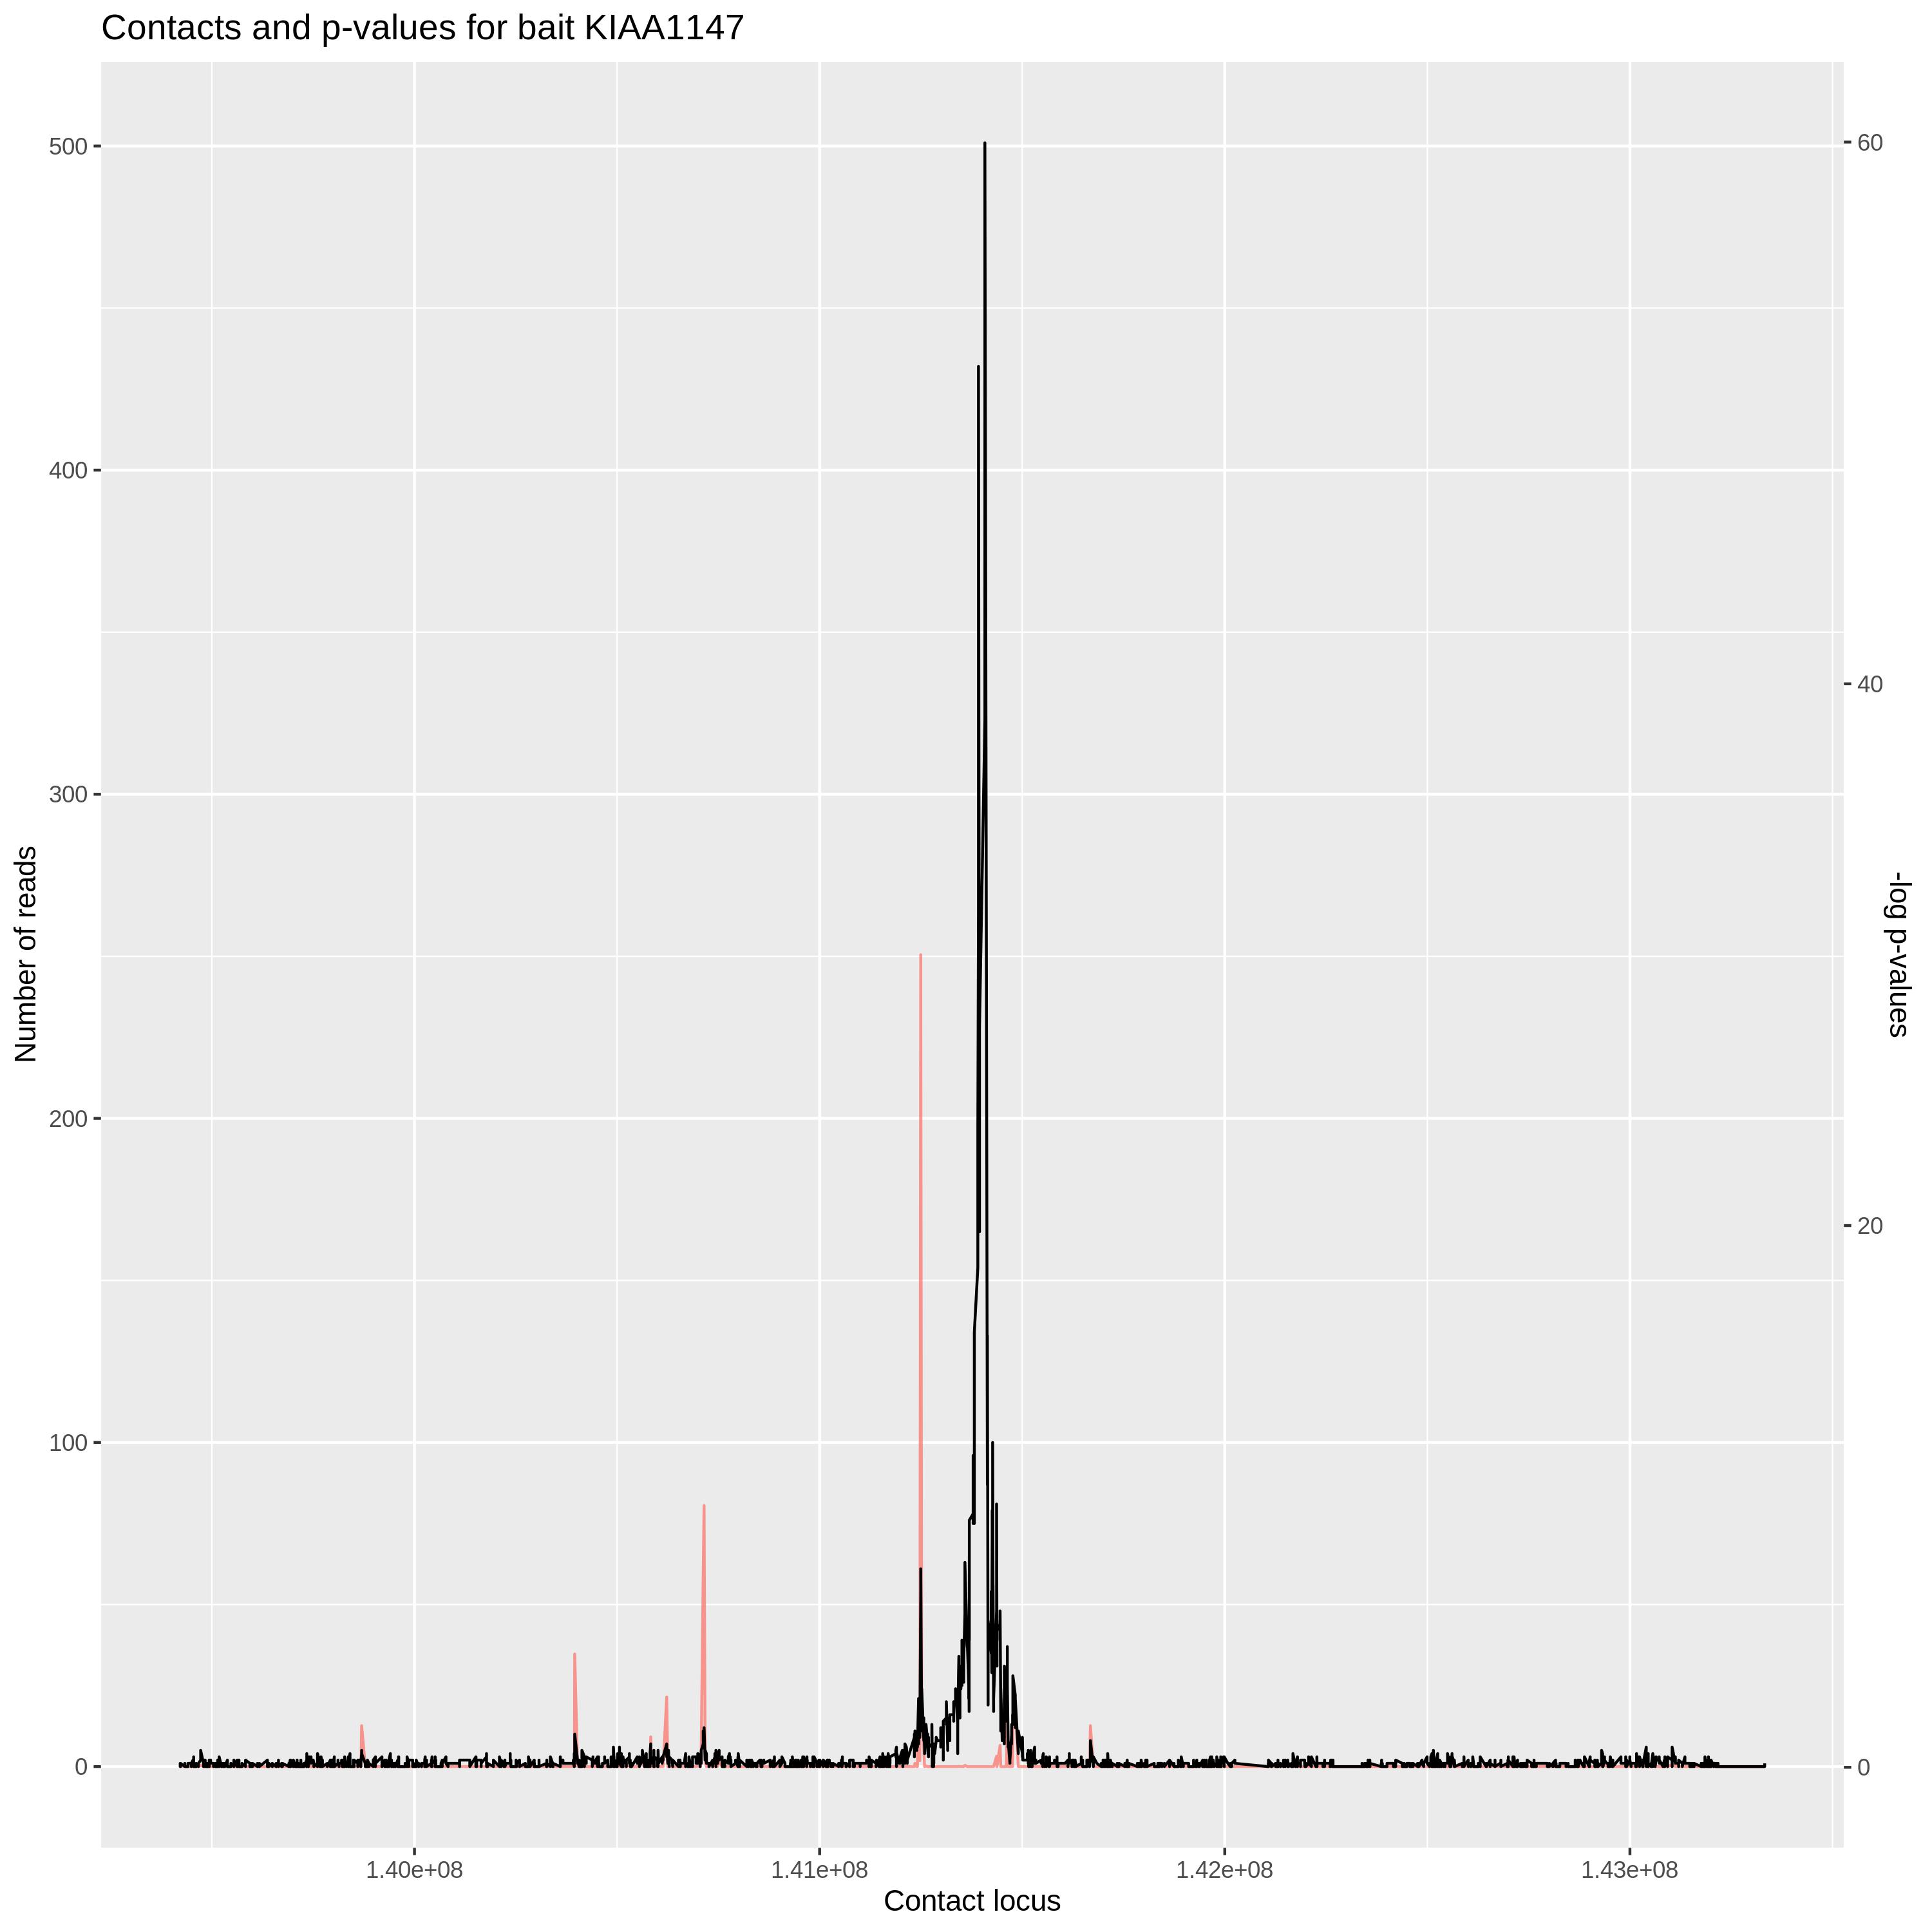 Contacts and p-values for bait KIAA1147
500
400
300
200
100
0
Number of reads
60
40
20
0
-log p-values
1.40e+08 1.41e+08 1.42e+08 1.43e+08
Contact locus